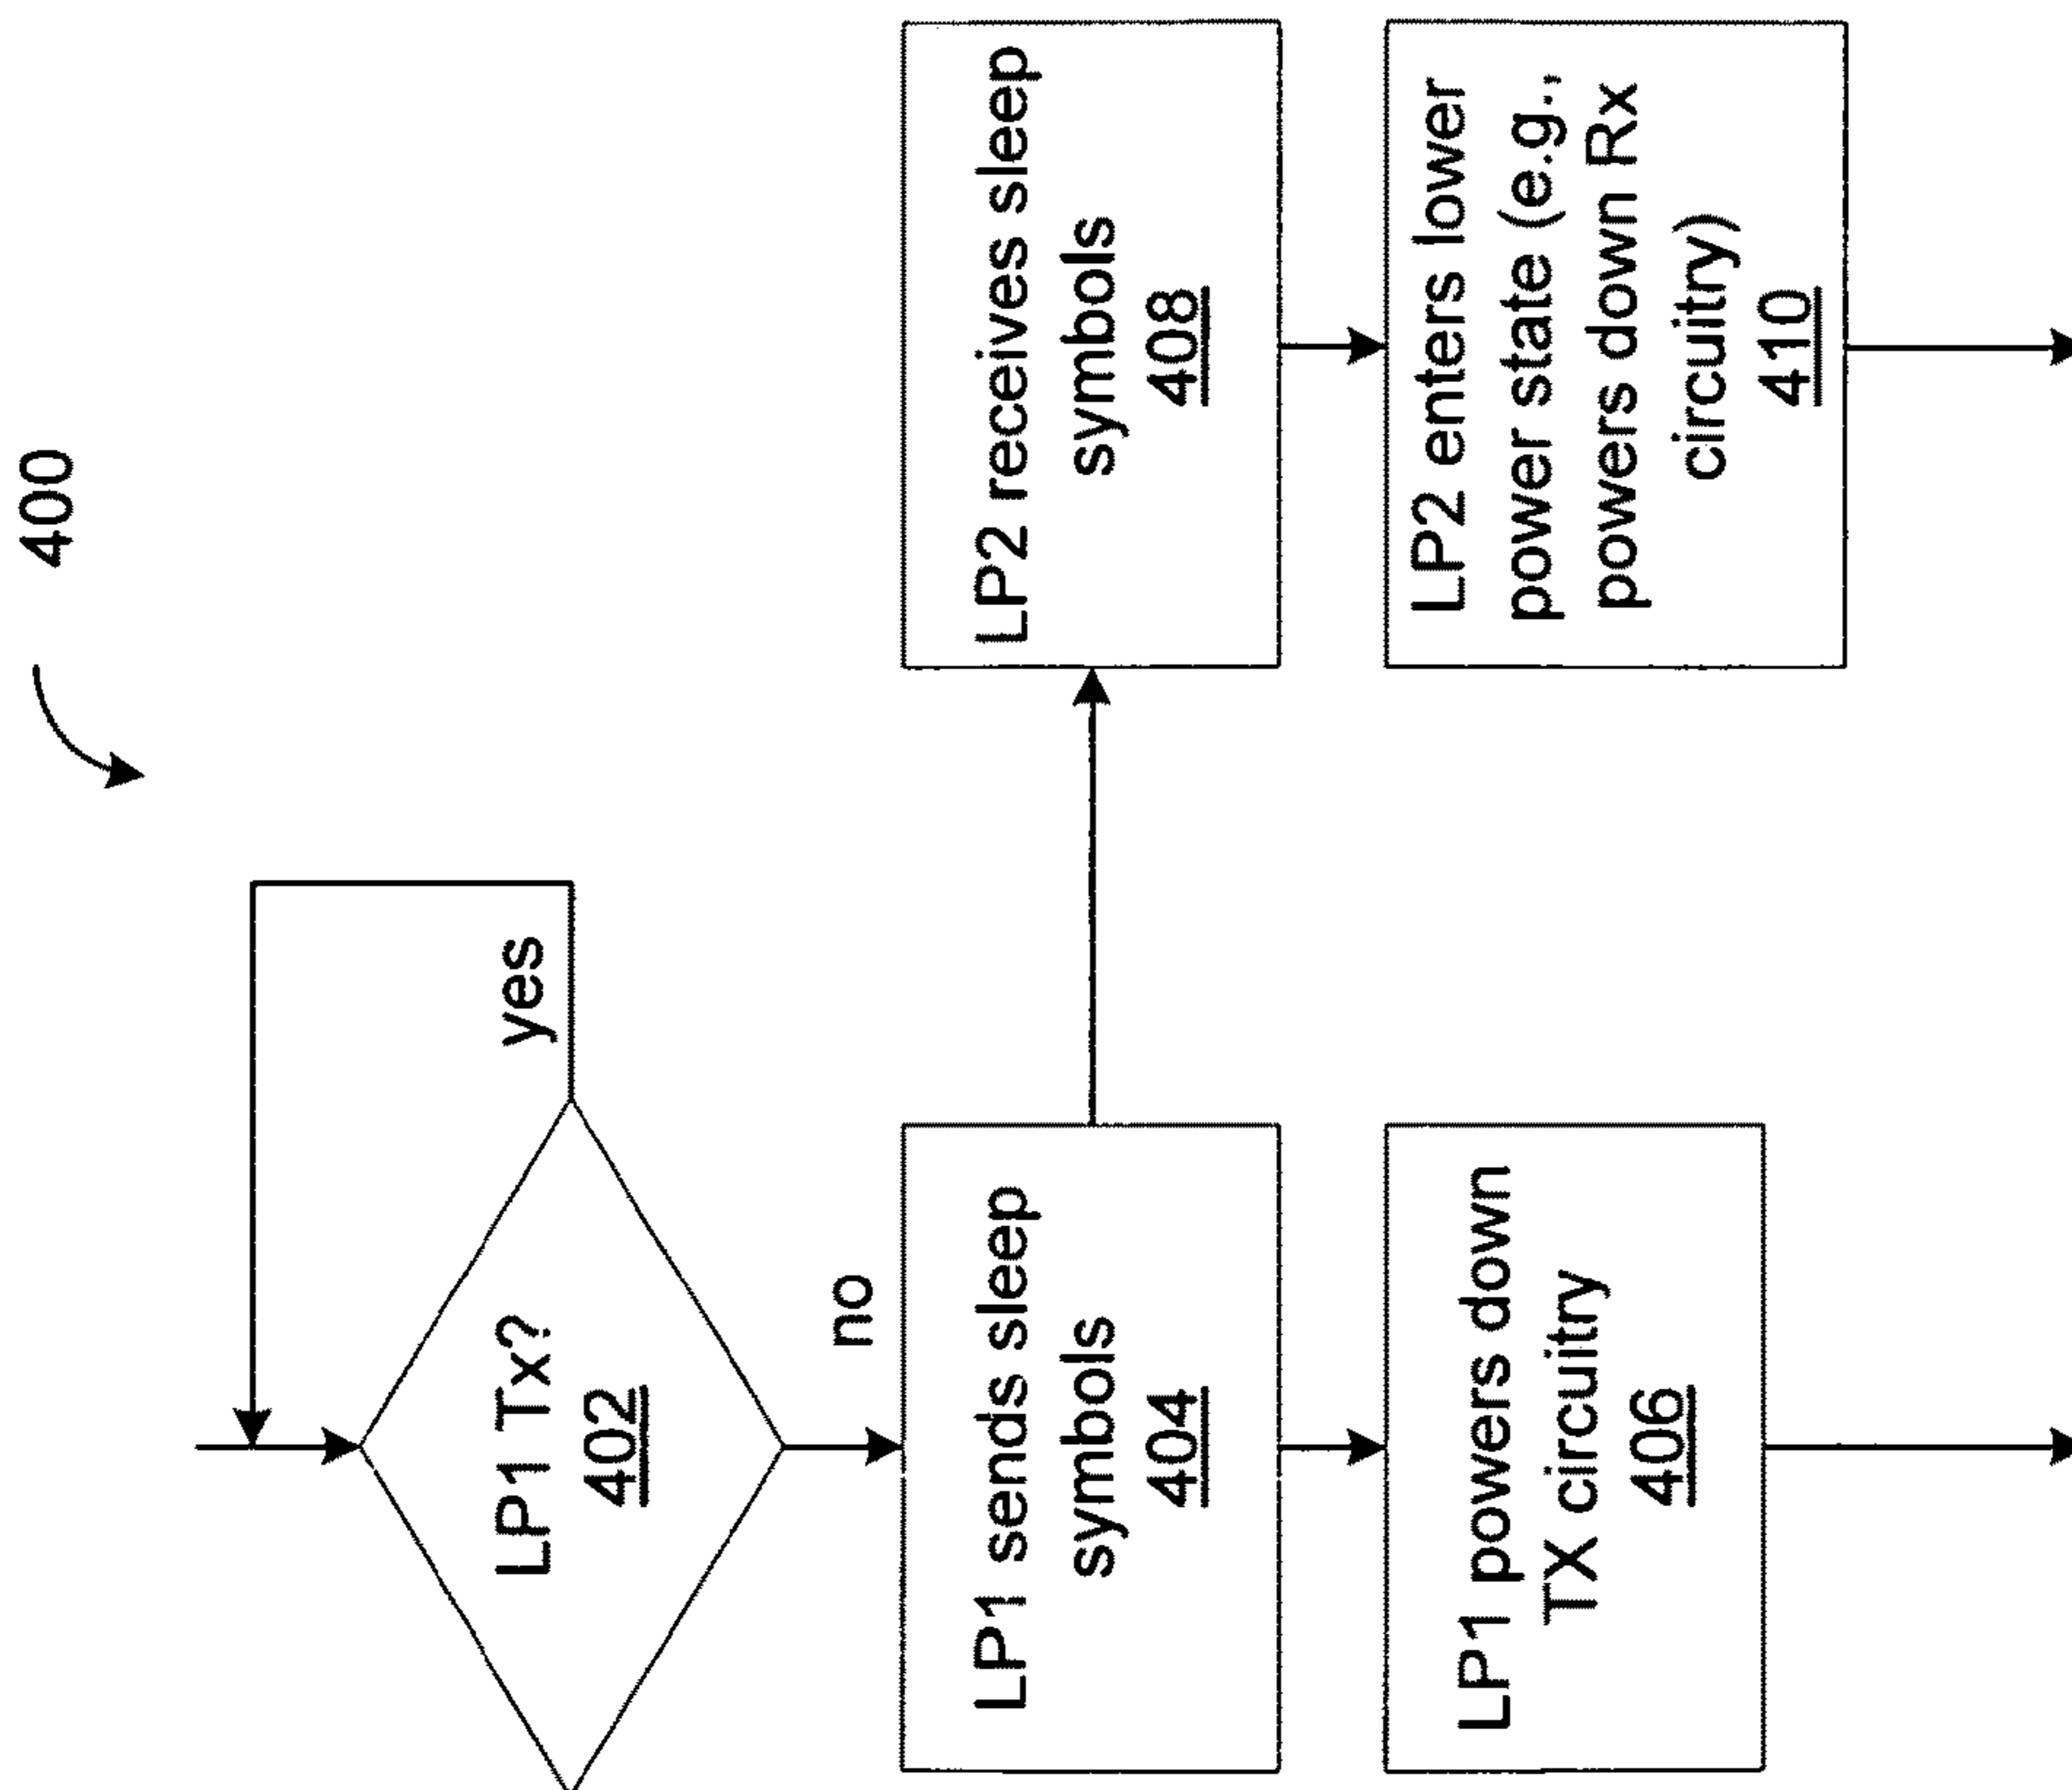 400
LP1 Tx?
402
yes
no
LP1 sends sleep
symbols
404
LP2 receives sleep
symbols
408
LP1 powers down
TX circuitry
406
LP2 enters lower
power state (e.g.,
powers down Rx
circuitry)
410